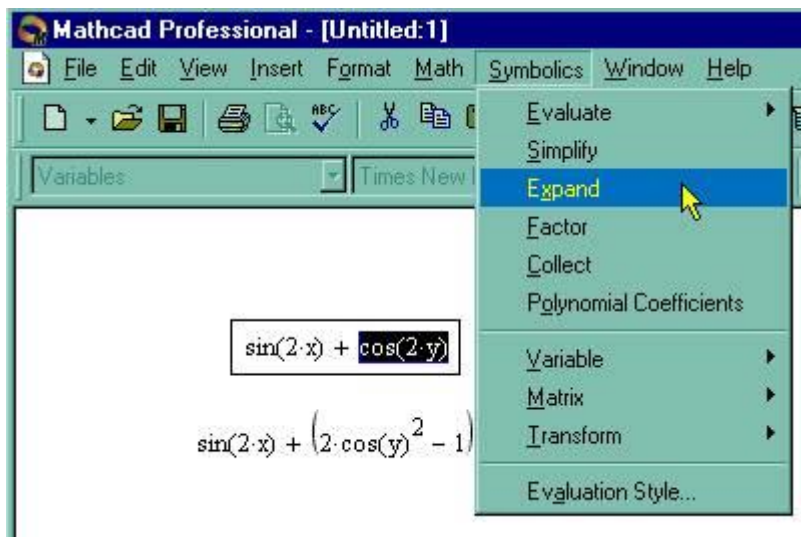 Mathcad Professional - [Untitled:1]
File Edit View Insert Format Math Symbolics Window Help
ABC
Variables Times New
Evaluate
Simplify
Expand
Factor
Collect
Polynomial Coefficients
Variable
Matrix
Transform
Evaluation Style...
sin(2·x) + cos(2·y)
sin(2·x) + (2·cos(y)² − 1)